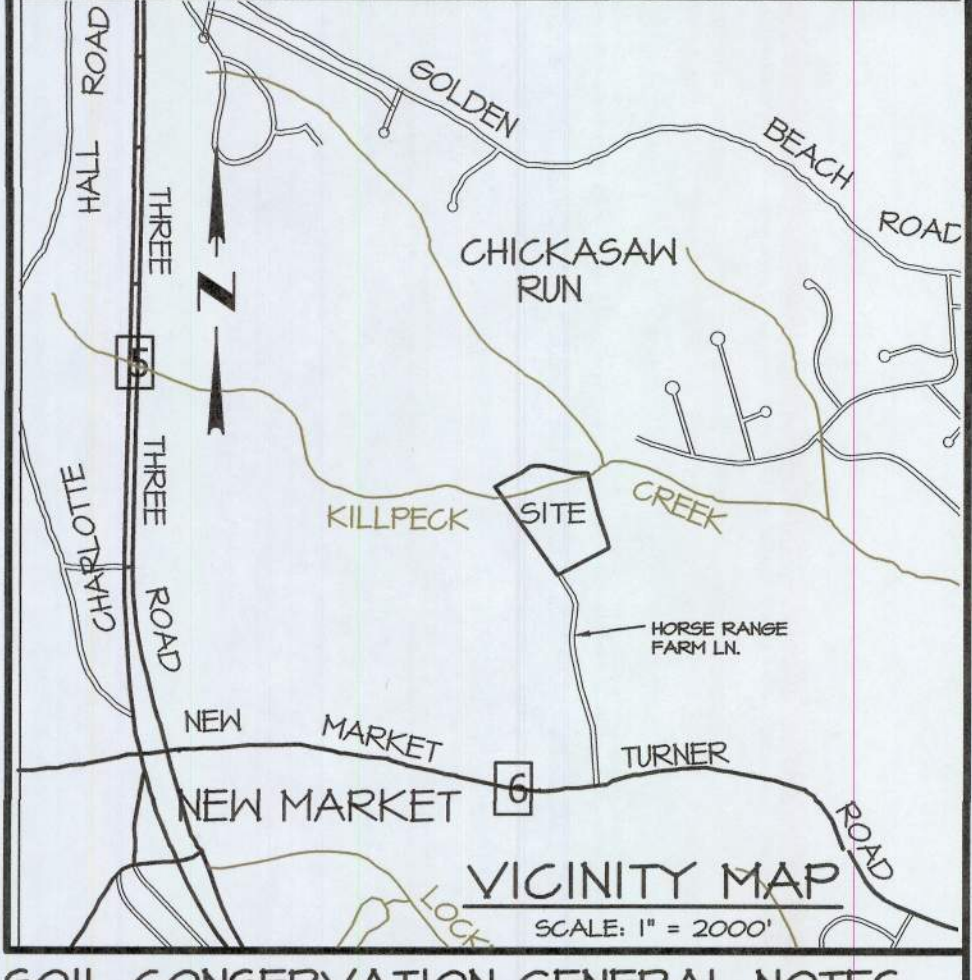 HALL ROAD
GOLDEN
BEACH
ROAD
THREE
N
CHICKASAW
RUN
5
THREE
CHARLOTTE
KILLPECK
SITE
CREEK
ROAD
HORSE RANGE
FARM LN.
NEW MARKET
TURNER
6
NEW MARKET
ROAD
LOCK
VICINITY MAP
SCALE: 1" = 2000'
SOIL CONSERVATION GENERAL NOTES